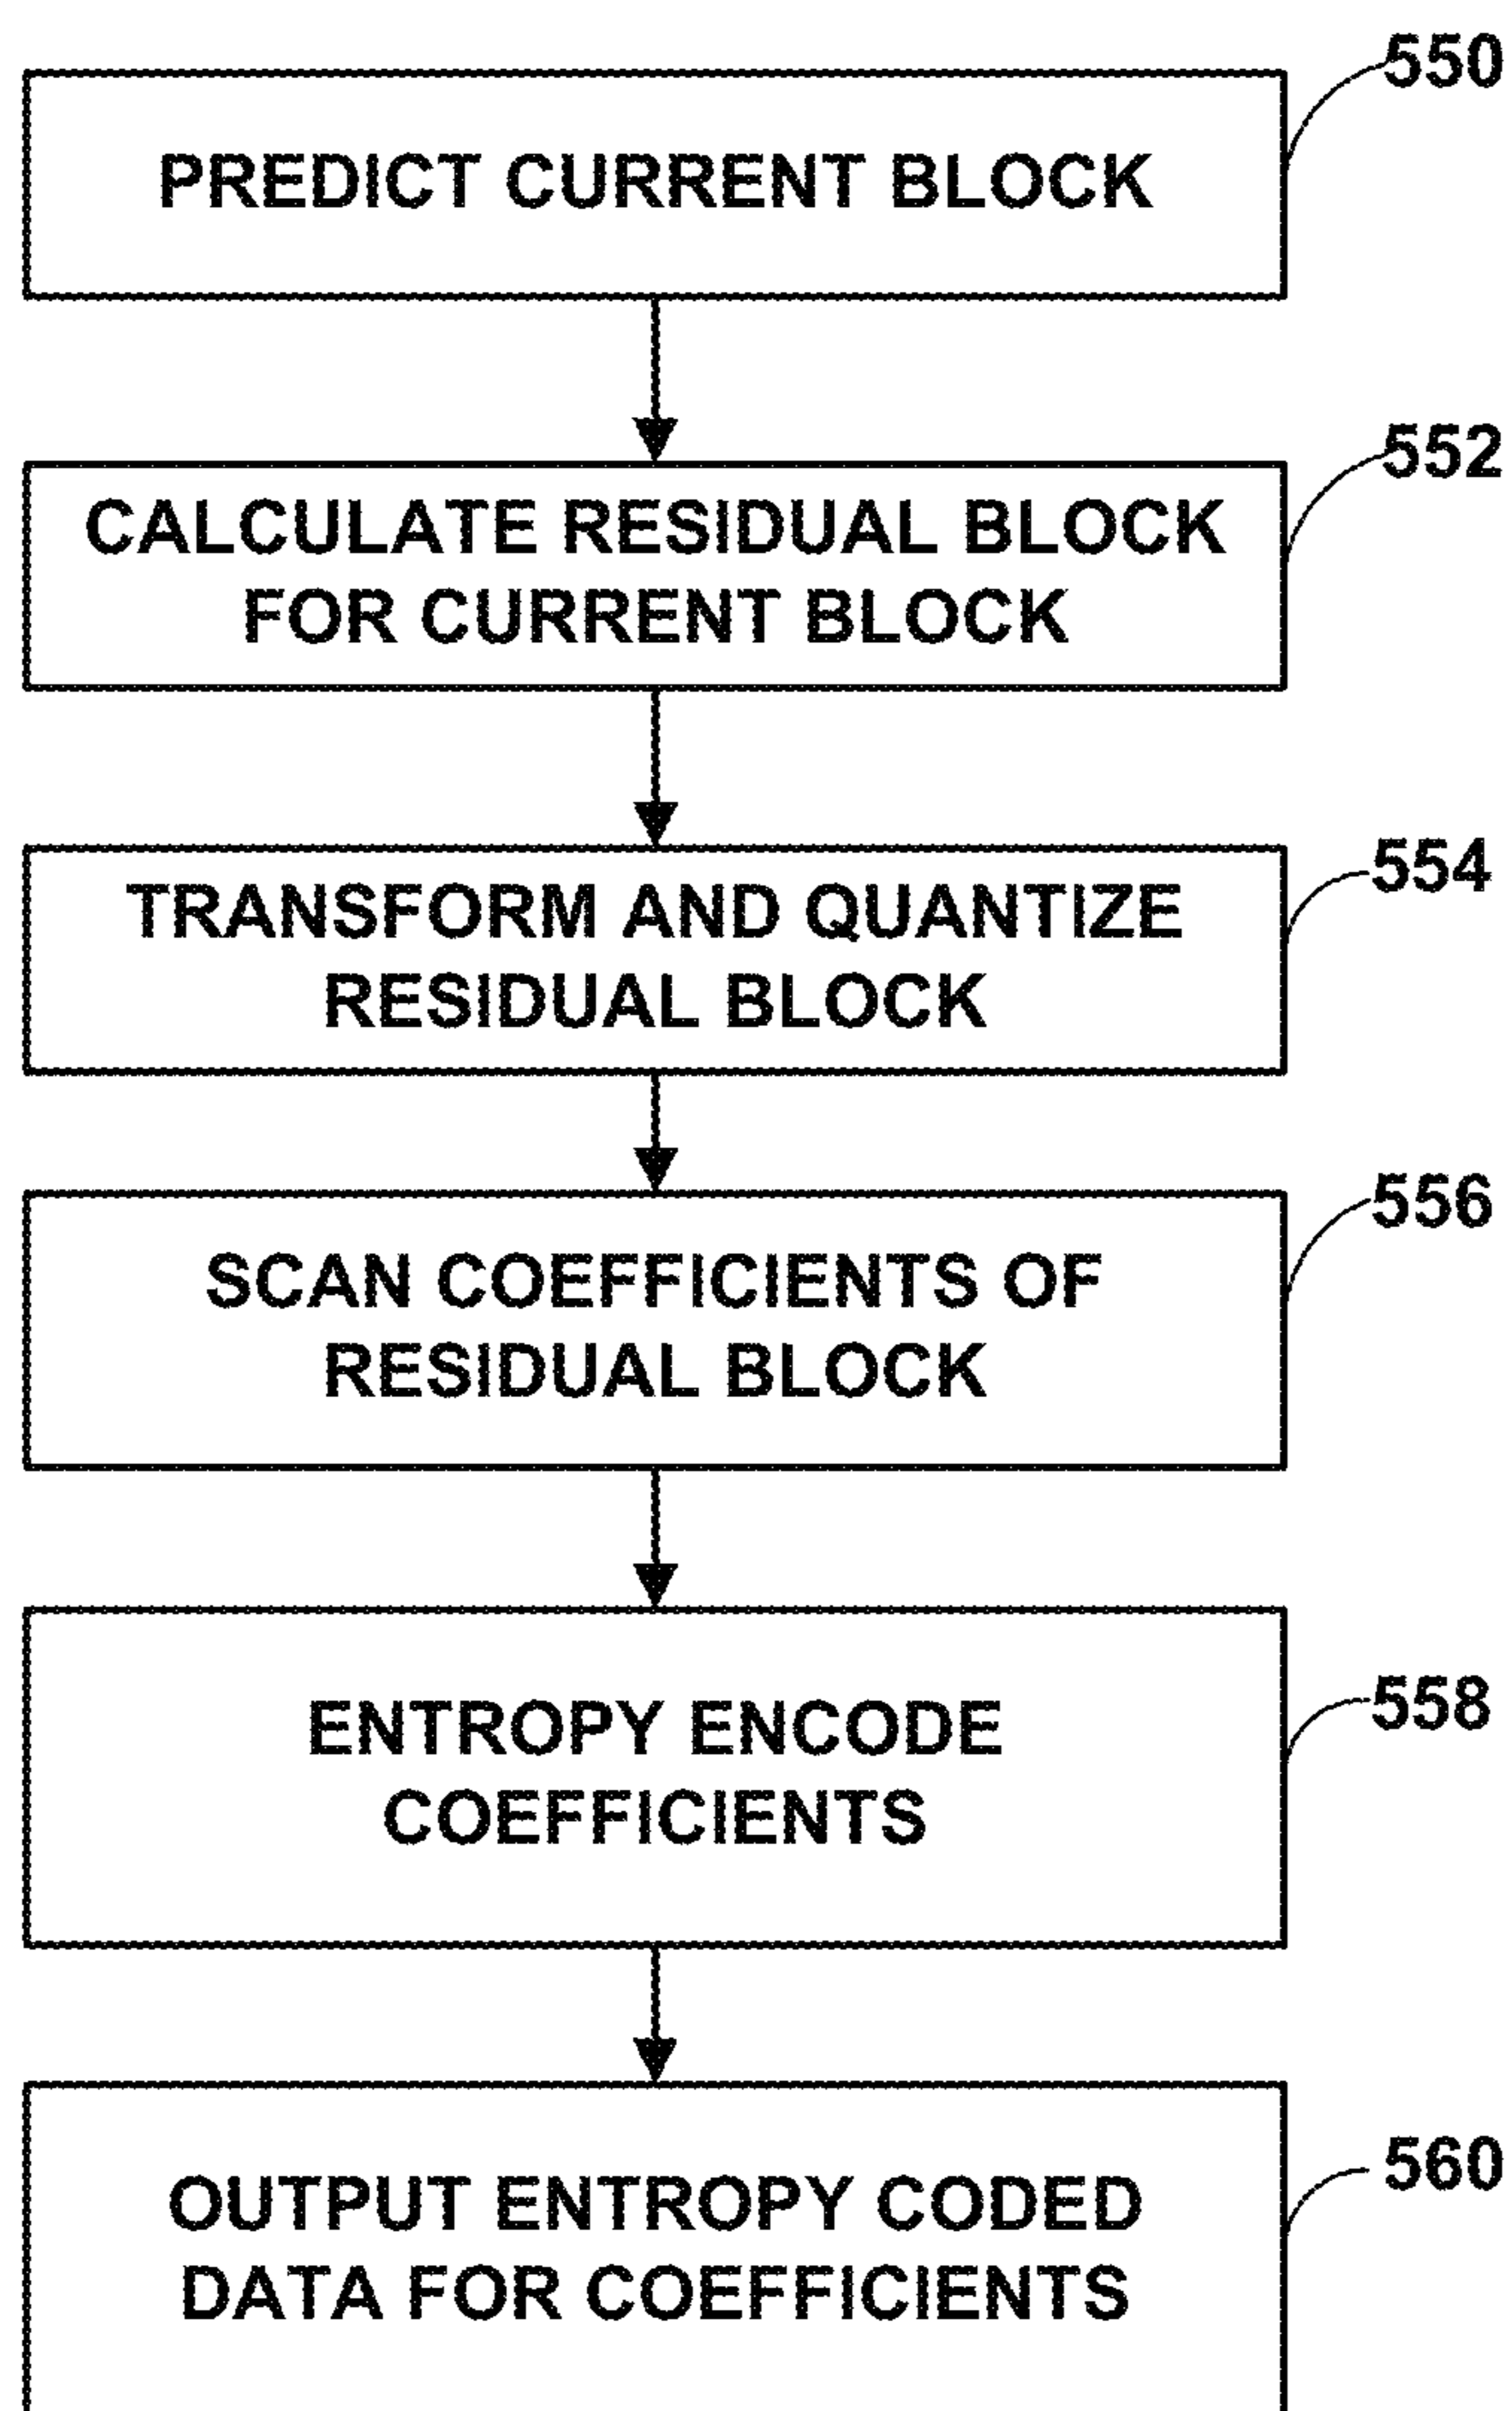 550
PREDICT CURRENT BLOCK
552
CALCULATE RESIDUAL BLOCK
FOR CURRENT BLOCK
554
TRANSFORM AND QUANTIZE
RESIDUAL BLOCK
556
SCAN COEFFICIENTS OF
RESIDUAL BLOCK
558
ENTROPY ENCODE
COEFFICIENTS
560
OUTPUT ENTROPY CODED
DATA FOR COEFFICIENTS